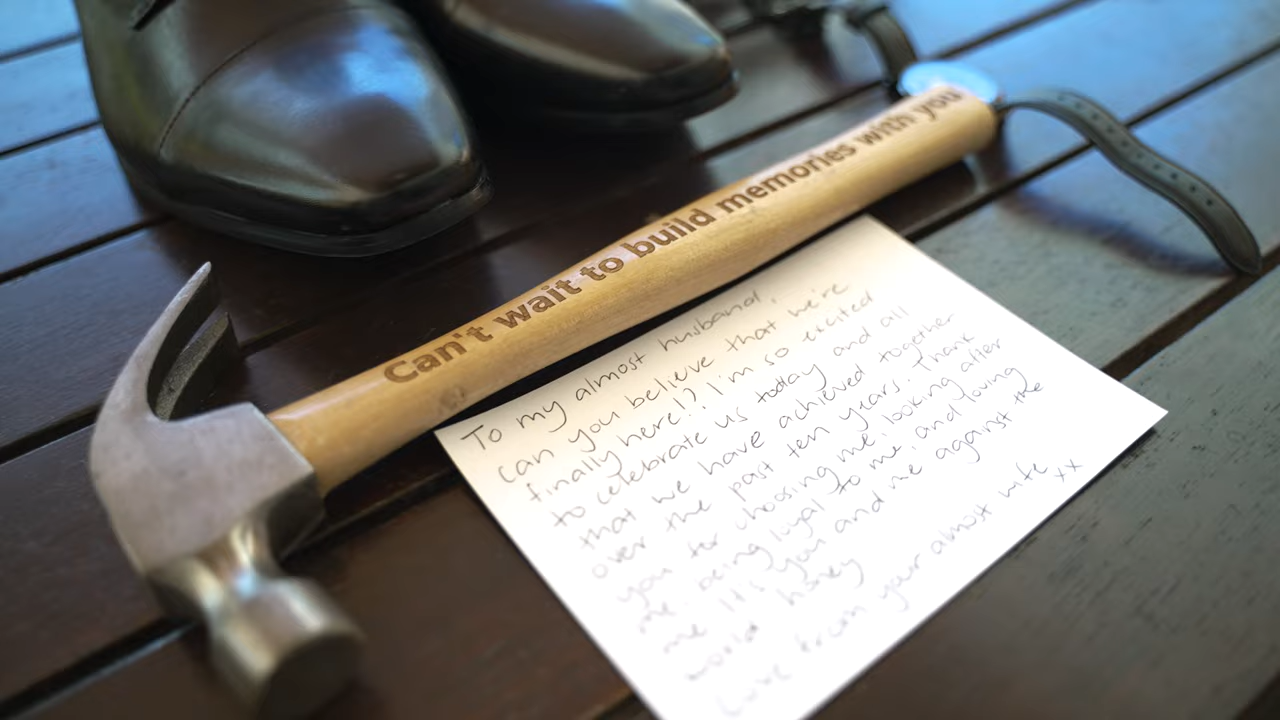 Can't wait to build memories with you
To my almost husband,
Can you believe that we're
finally here!? I'm so excited
to celebrate us today and all
that we have achieved together
over the past ten years. Thank
you for choosing me, looking after
me, being loyal to me, and loving
me. It's you and me against the
world honey
Love from your almost wife xx